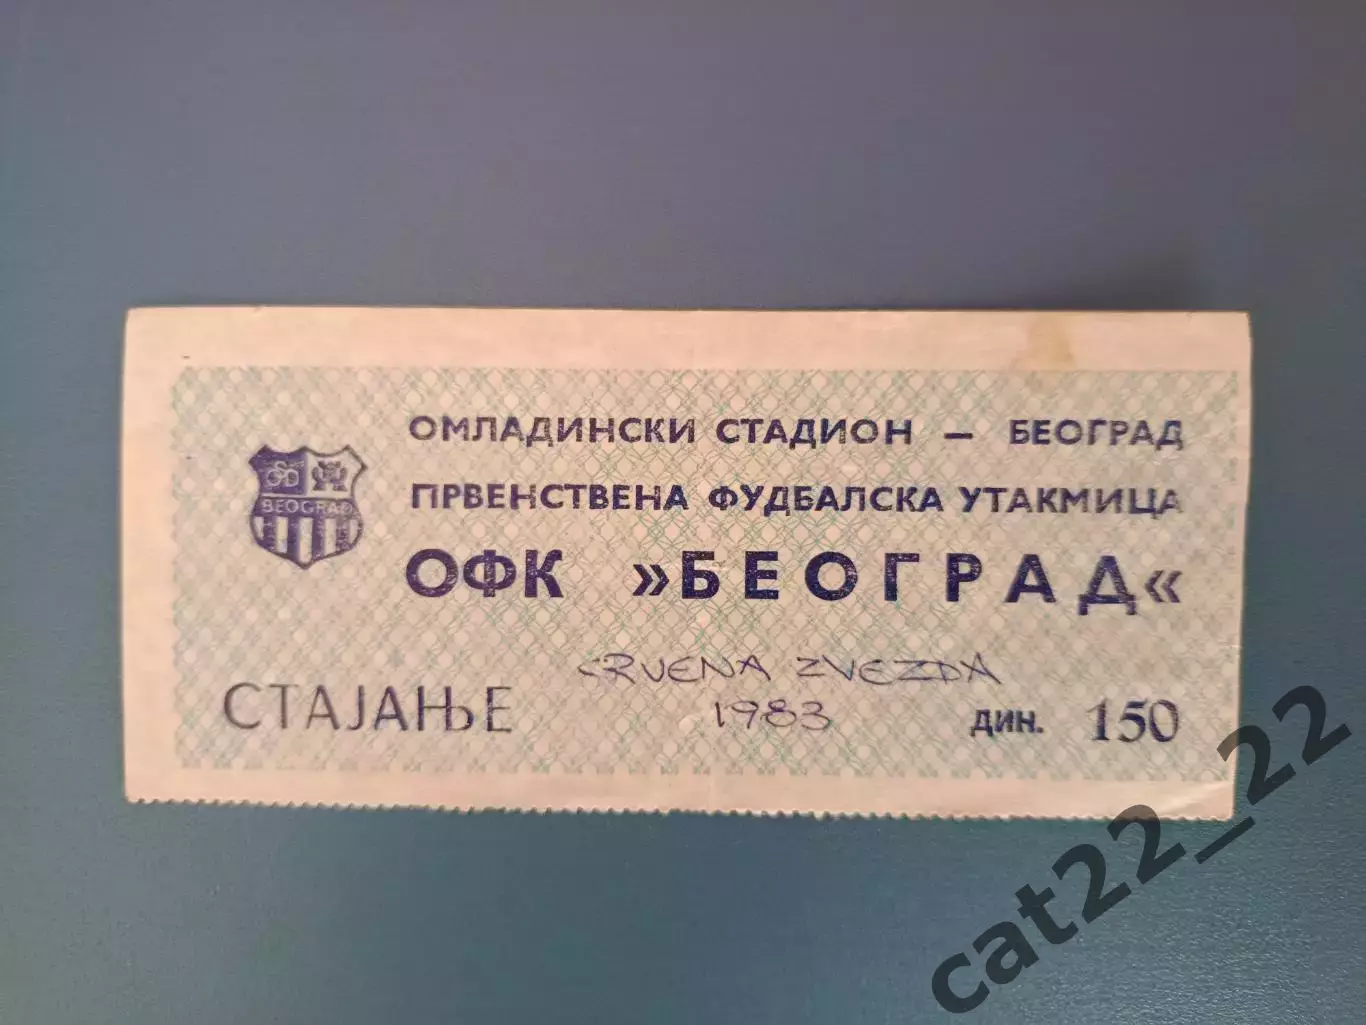 ОМЛАДИНСКИ СТАДИОН – БЕОГРАД
ПРВЕНСТВЕНА ФУДБАЛСКА УТАКМИЦА
BEOGRAD
ОФК »БЕОГРАД«
CRVENA ZVEZDA
СТАЈАЊЕ 1983 ДИН. 150
cat22_22